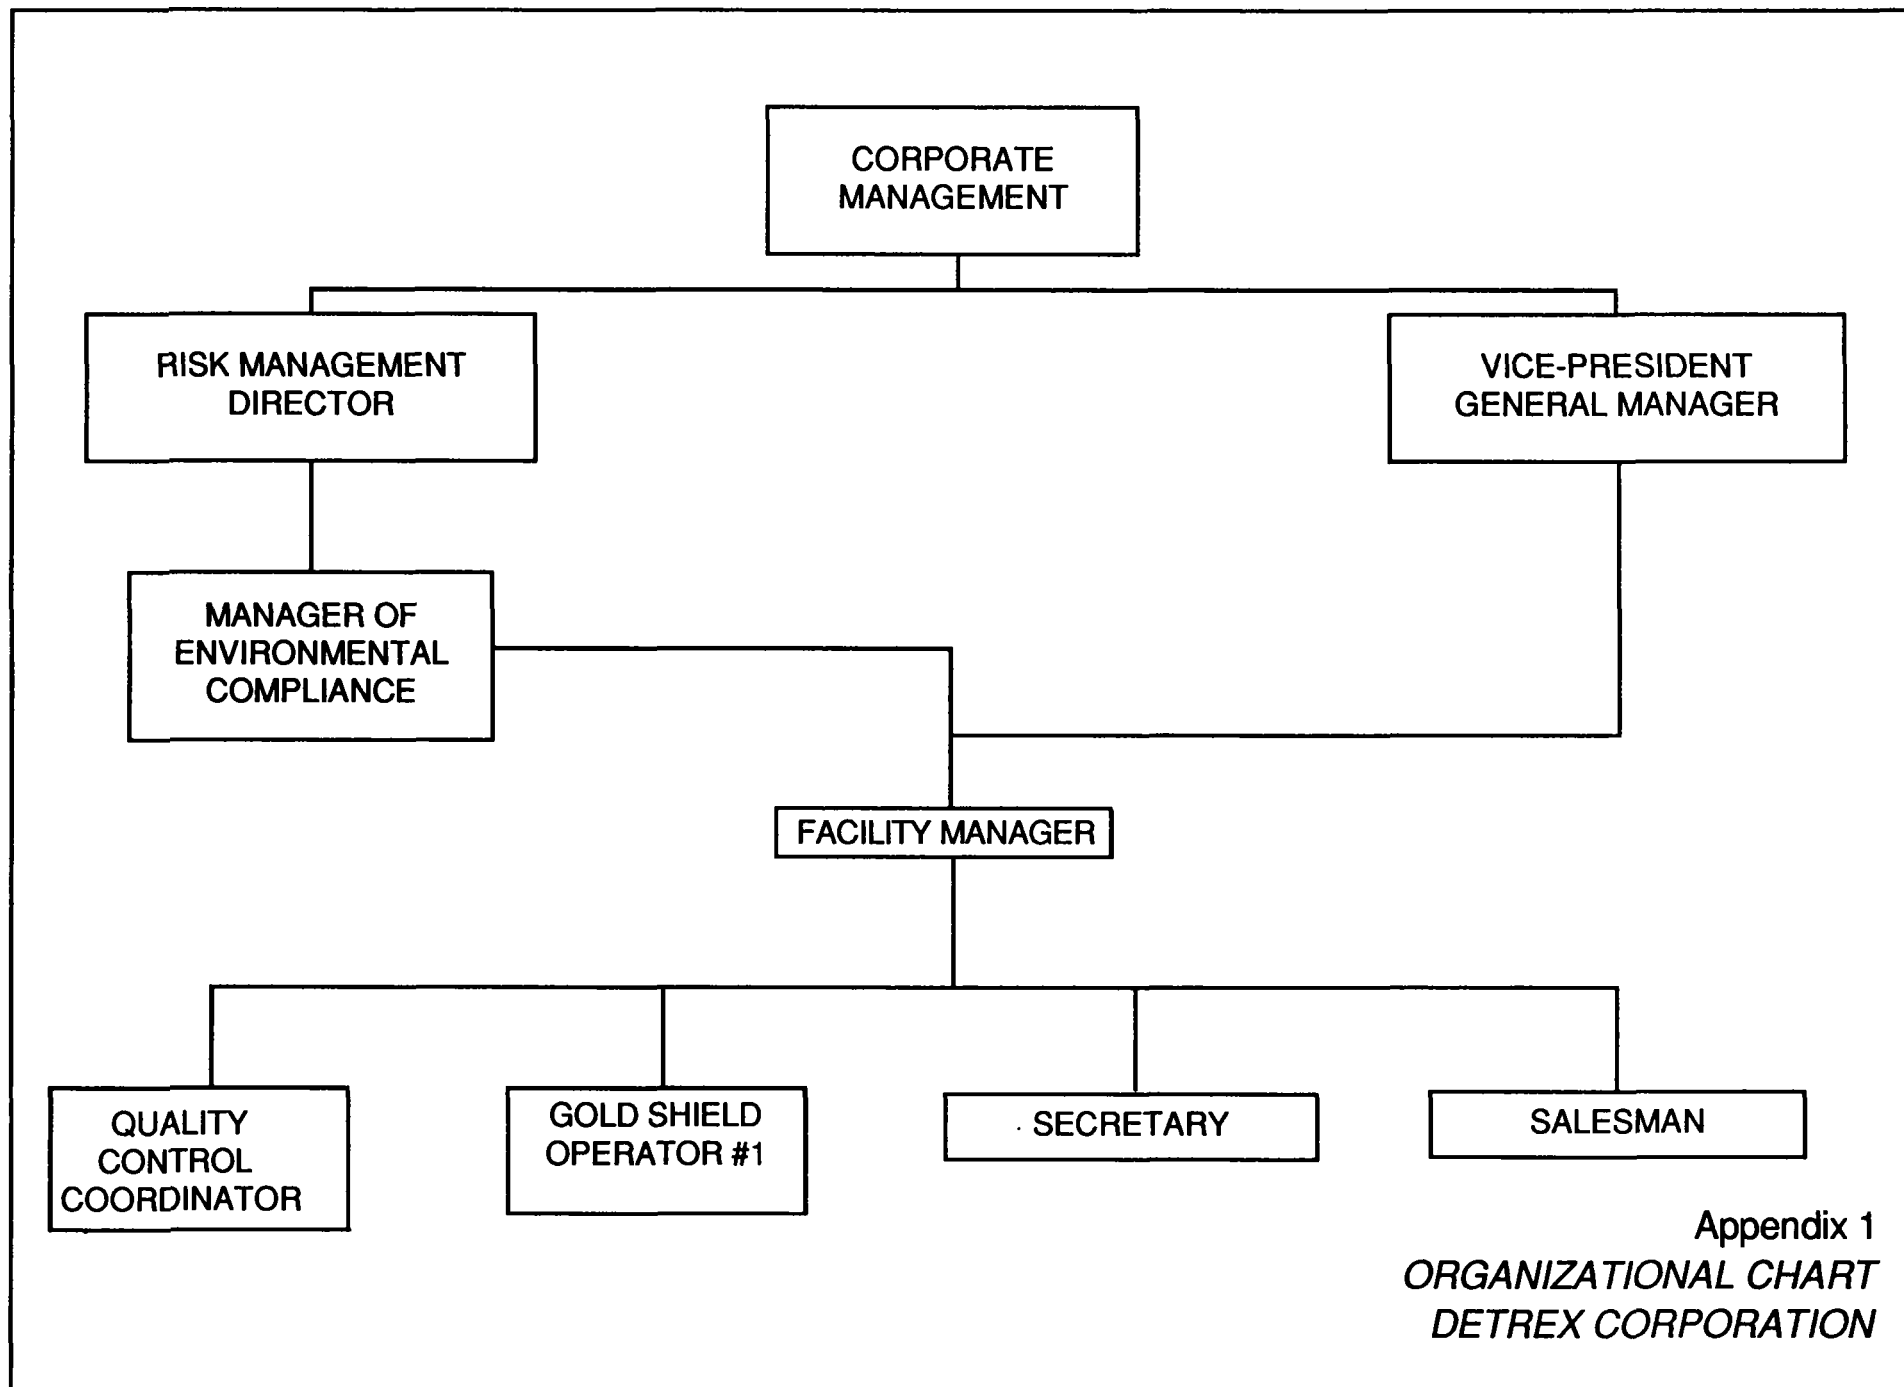 CORPORATE
MANAGEMENT
RISK MANAGEMENT
DIRECTOR
VICE-PRESIDENT
GENERAL MANAGER
MANAGER OF
ENVIRONMENTAL
COMPLIANCE
FACILITY MANAGER
QUALITY
CONTROL
COORDINATOR
GOLD SHIELD
OPERATOR #1
SECRETARY
SALESMAN
Appendix 1
ORGANIZATIONAL CHART
DETREX CORPORATION